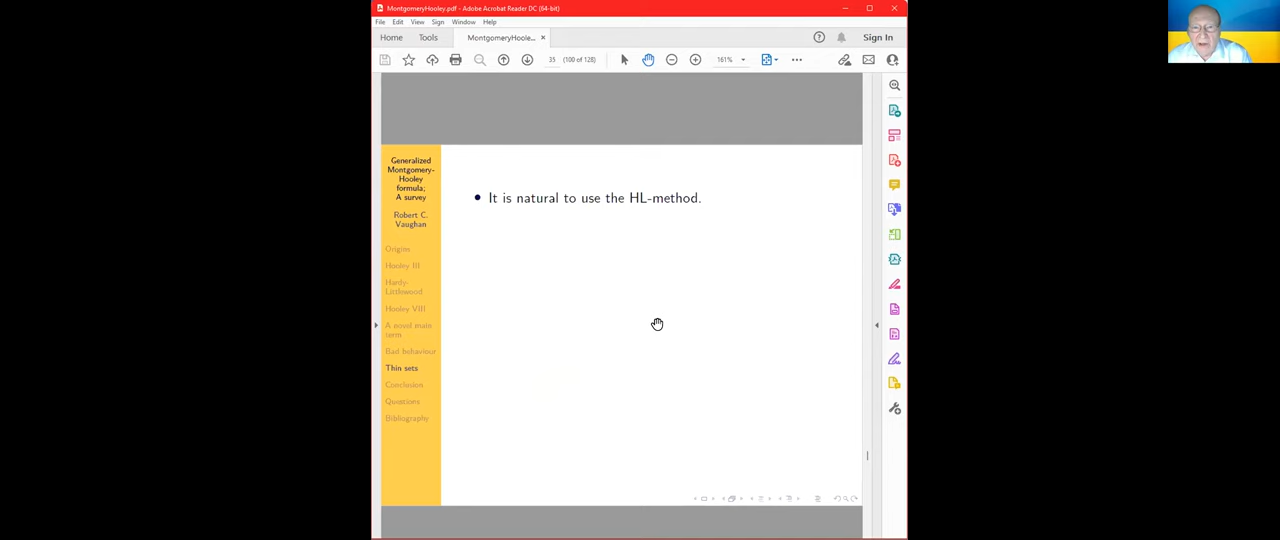 MontgomeryHooley.pdf - Adobe Acrobat Reader DC (64-bit)
File Edit View Sign Window Help
Home Tools MontgomeryHoole... × Sign In
35 (100 of 128) 161%
Generalized
Montgomery-
Hooley
formula;
A survey
Robert C.
Vaughan
Origins
Hooley III
Hardy-
Littlewood
Hooley VIII
A novel main
term
Bad behaviour
Thin sets
Conclusion
Questions
Bibliography
• It is natural to use the HL-method.